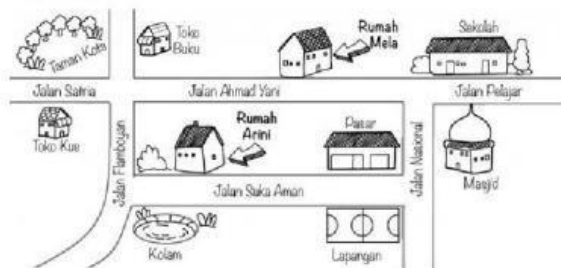 Taman Kota
Toko
Buku
Rumah
Mela
Sekolah
Jalan Satria
Jalan Ahmad Yani
Jalan Pelajar
Toko Kue
Jalan Flamboyan
Rumah
Arini
Pasar
Jalan Nasional
Masjid
Jalan Suka Aman
Kolam
Lapangan